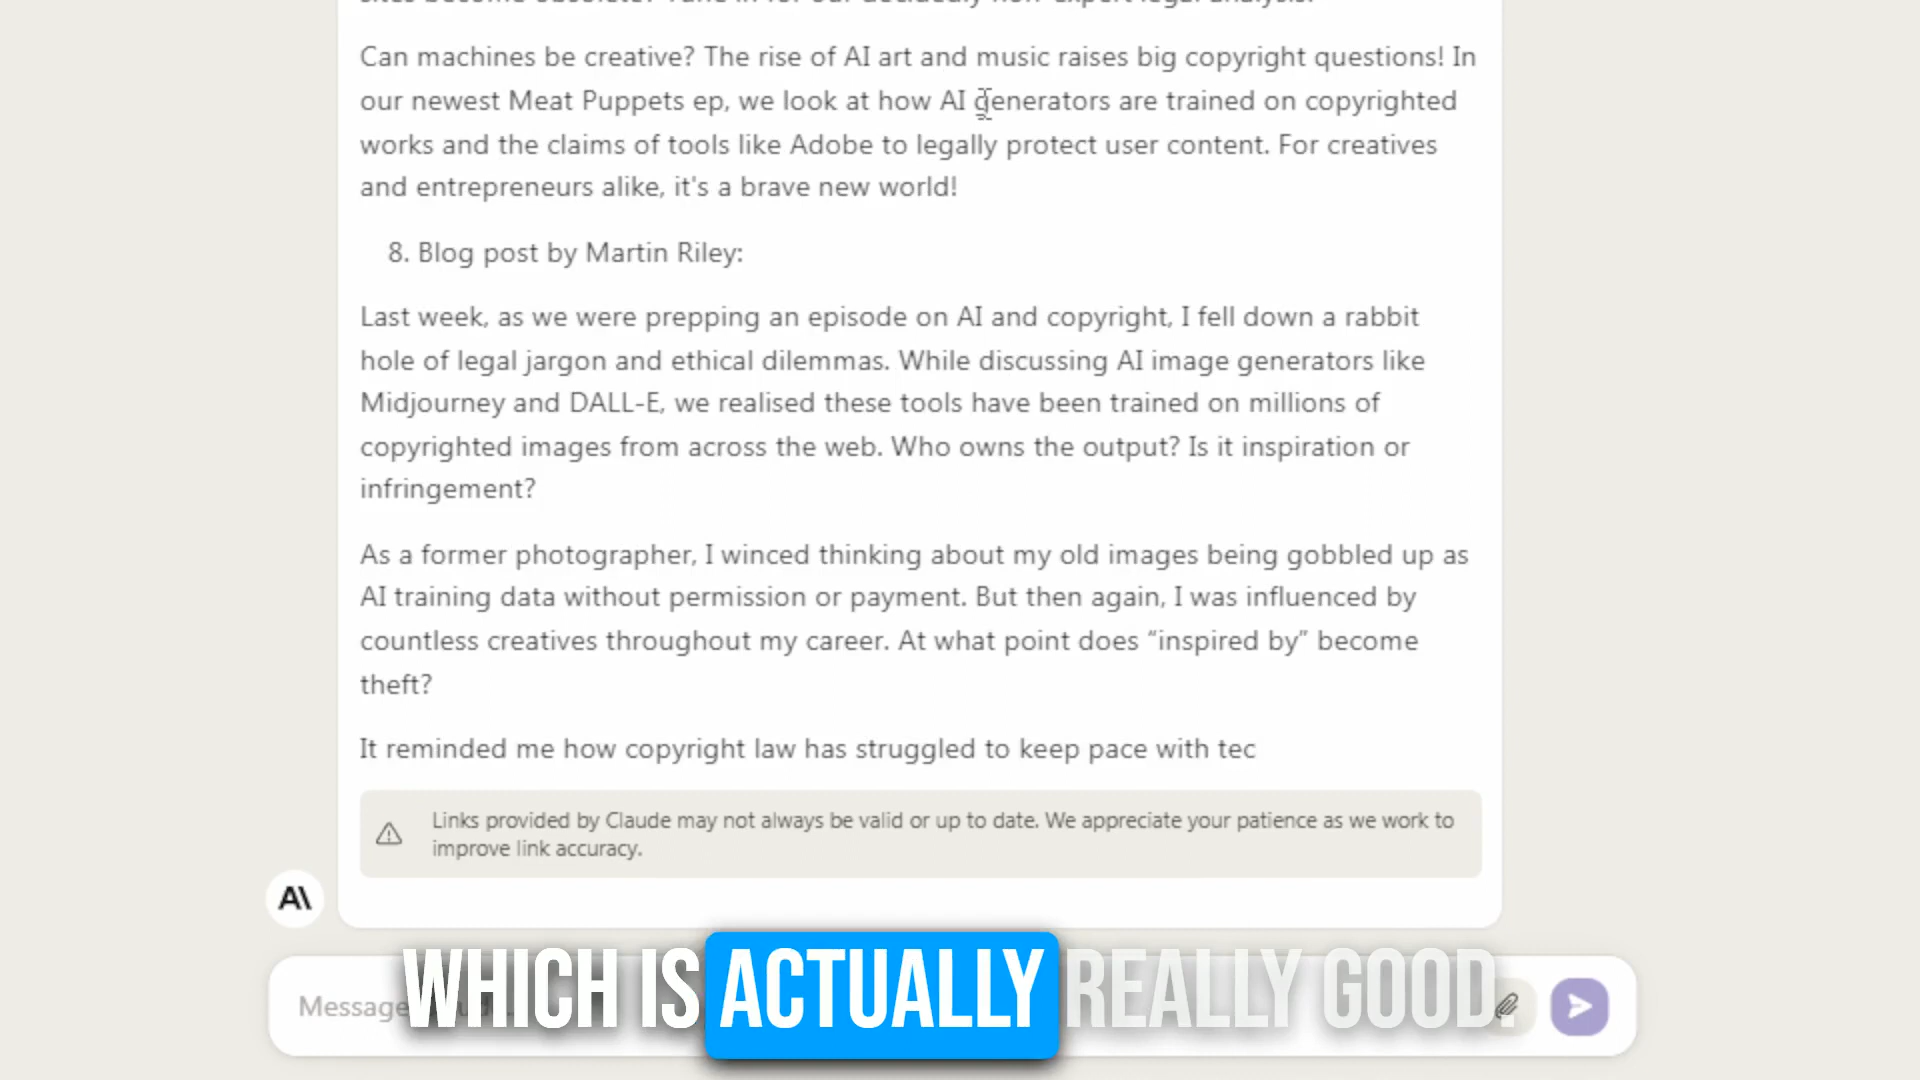 Can machines be creative? The rise of AI art and music raises big copyright questions! In
our newest Meat Puppets ep, we look at how AI generators are trained on copyrighted
works and the claims of tools like Adobe to legally protect user content. For creatives
and entrepreneurs alike, it's a brave new world!
8. Blog post by Martin Riley:
Last week, as we were prepping an episode on AI and copyright, I fell down a rabbit
hole of legal jargon and ethical dilemmas. While discussing AI image generators like
Midjourney and DALL-E, we realised these tools have been trained on millions of
copyrighted images from across the web. Who owns the output? Is it inspiration or
infringement?
As a former photographer, I winced thinking about my old images being gobbled up as
AI training data without permission or payment. But then again, I was influenced by
countless creatives throughout my career. At what point does “inspired by” become
theft?
It reminded me how copyright law has struggled to keep pace with tec
Links provided by Claude may not always be valid or up to date. We appreciate your patience as we work to
improve link accuracy.
A\
Message
WHICH IS ACTUALLY REALLY GOOD.